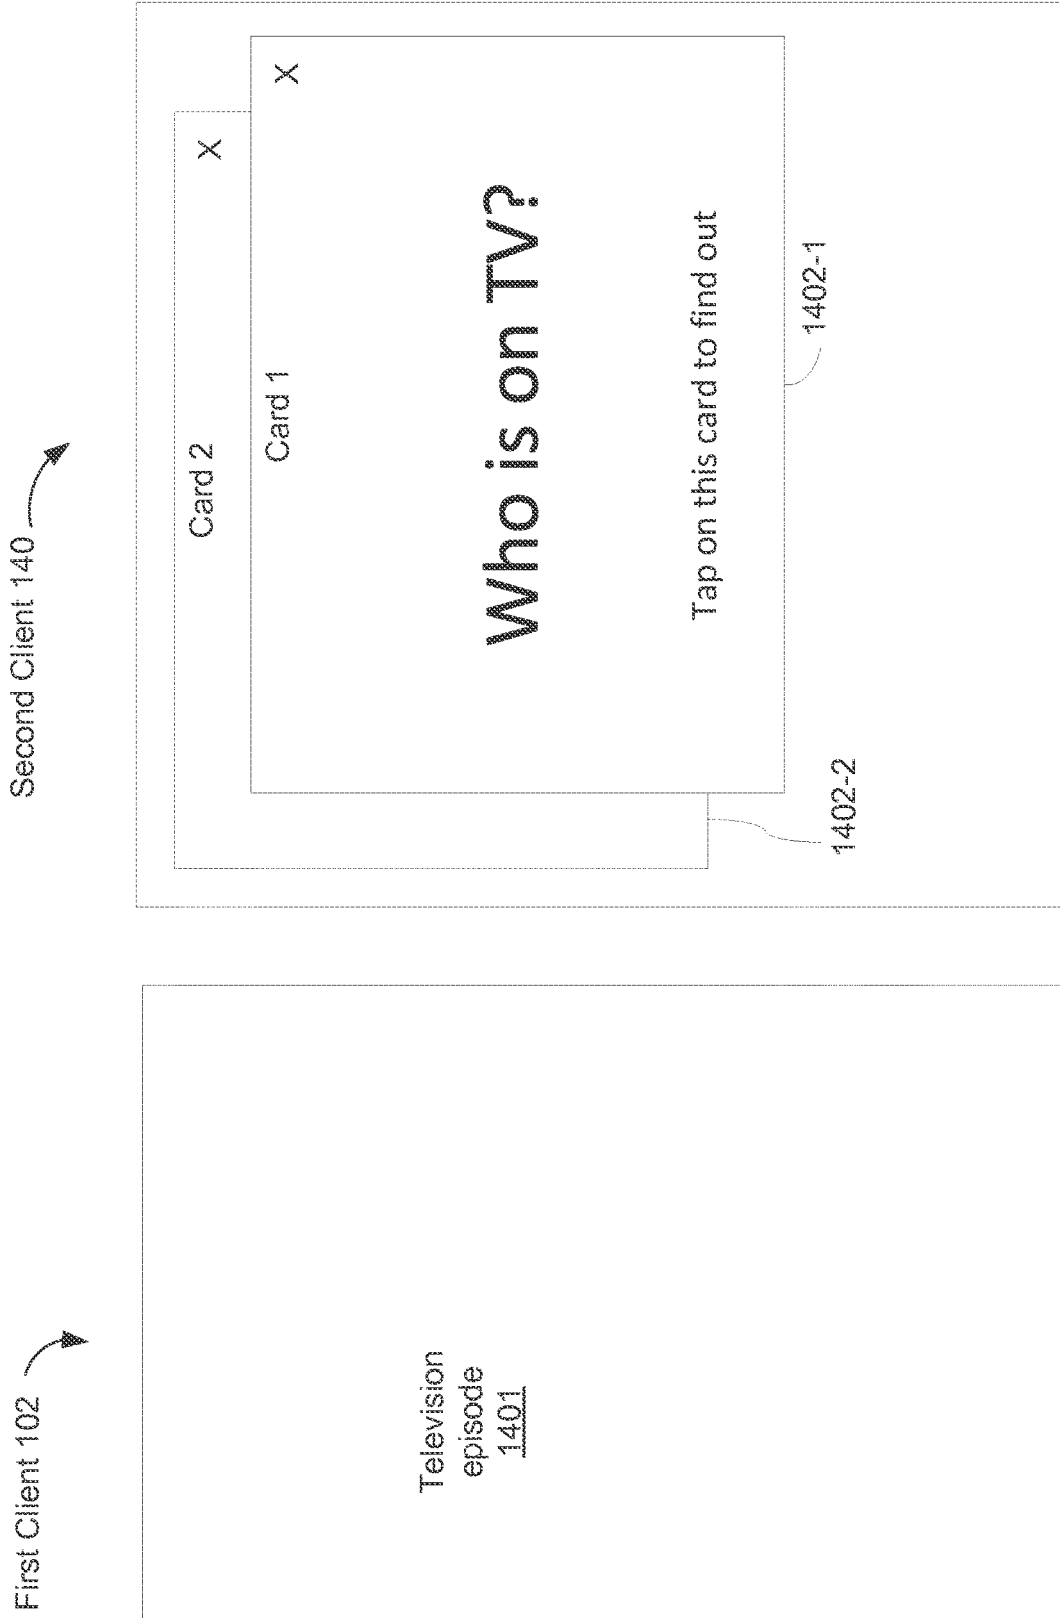 First Client 102
Television
episode
1401
Second Client 140
Card 2
X
Card 1
X
Who is on TV?
Tap on this card to find out
1402-1
1402-2